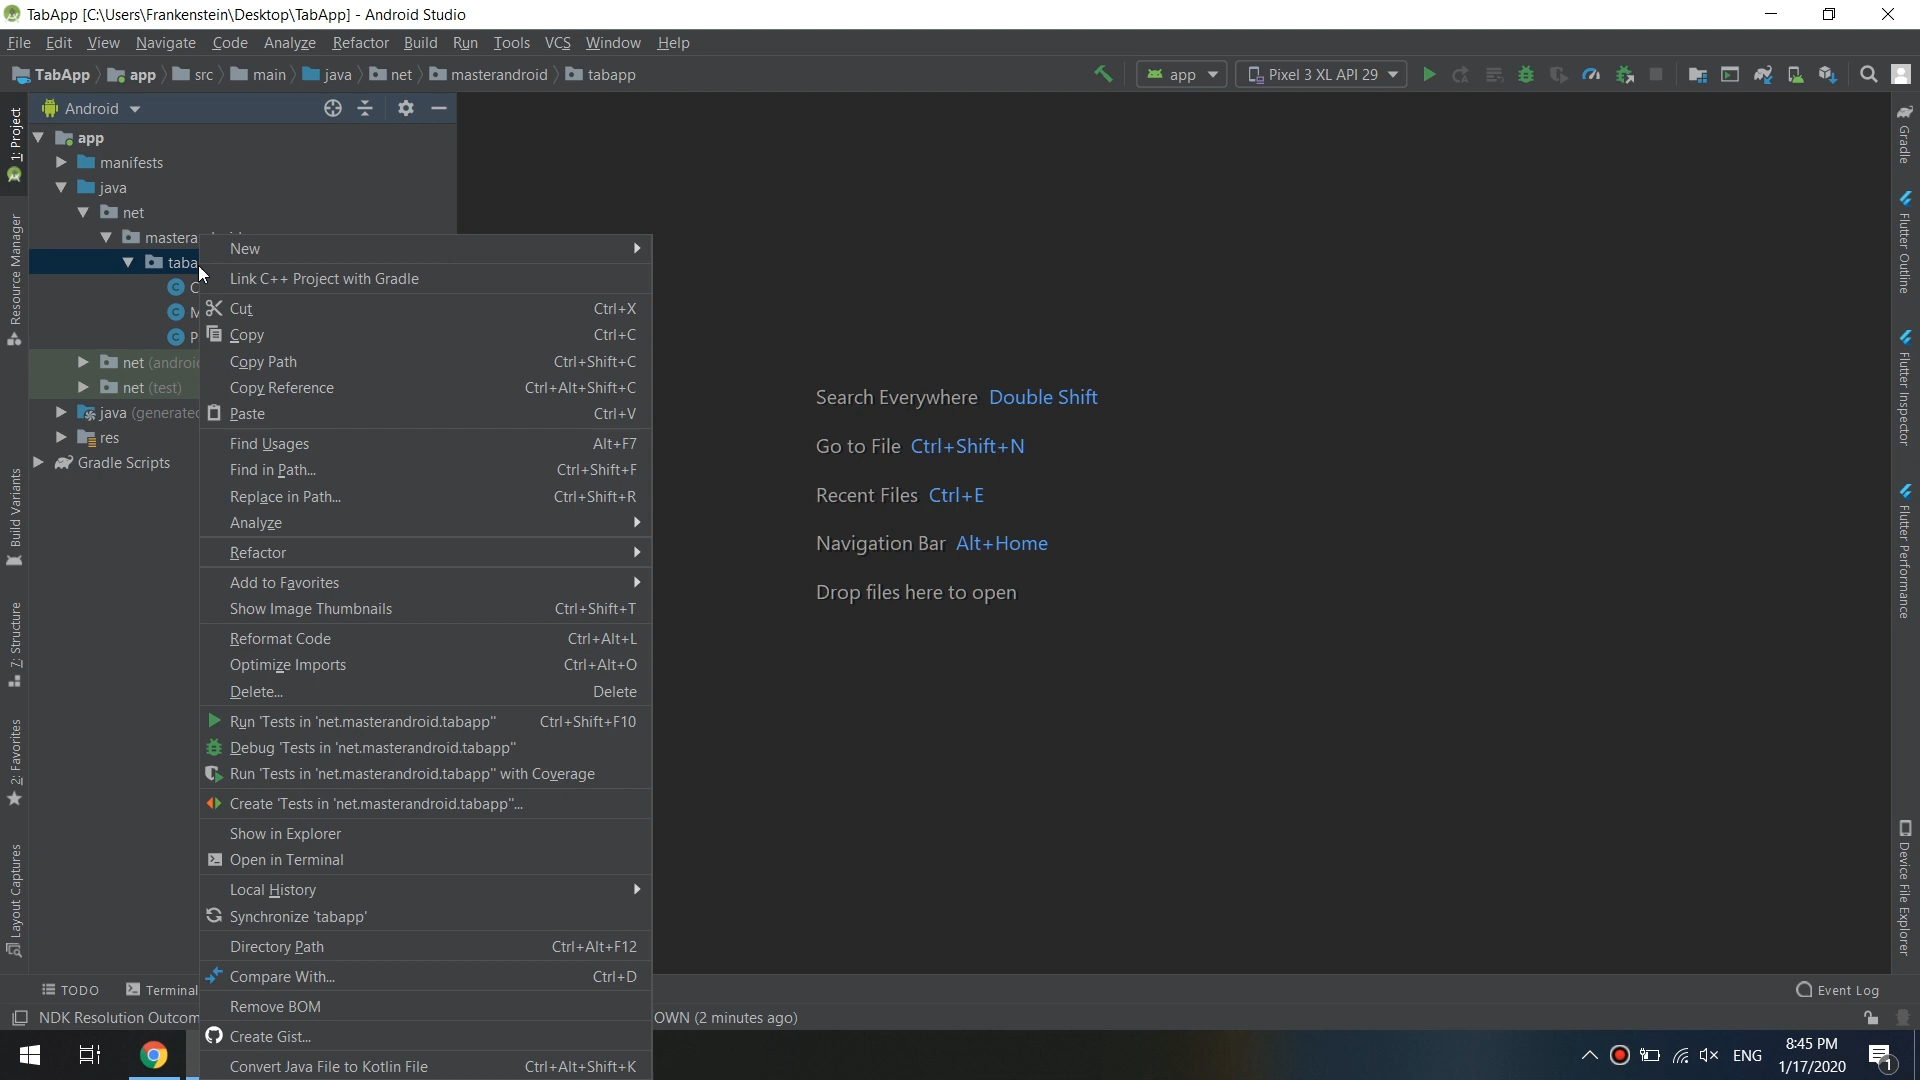 TabApp [C:\Users\Frankenstein\Desktop\TabApp] - Android Studio
File Edit View Navigate Code Analyze Refactor Build Run Tools VCS Window Help
TabApp app src main java net masterandroid tabapp
app Pixel 3 XL API 29
Android
1: Project
Resource Manager
Build Variants
7: Structure
2: Favorites
Layout Captures
app
manifests
java
net
net (test)
res
Gradle Scripts
New
Link C++ Project with Gradle
Cut Ctrl+X
Copy Ctrl+C
Copy Path Ctrl+Shift+C
Copy Reference Ctrl+Alt+Shift+C
Paste Ctrl+V
Find Usages Alt+F7
Find in Path... Ctrl+Shift+F
Replace in Path... Ctrl+Shift+R
Analyze
Refactor
Add to Favorites
Show Image Thumbnails Ctrl+Shift+T
Reformat Code Ctrl+Alt+L
Optimize Imports Ctrl+Alt+O
Delete... Delete
Run 'Tests in 'net.masterandroid.tabapp'' Ctrl+Shift+F10
Debug 'Tests in 'net.masterandroid.tabapp''
Run 'Tests in 'net.masterandroid.tabapp'' with Coverage
Create 'Tests in 'net.masterandroid.tabapp''...
Show in Explorer
Open in Terminal
Local History
Synchronize 'tabapp'
Directory Path Ctrl+Alt+F12
Compare With... Ctrl+D
Remove BOM
Create Gist...
Convert Java File to Kotlin File Ctrl+Alt+Shift+K
Search Everywhere Double Shift
Go to File Ctrl+Shift+N
Recent Files Ctrl+E
Navigation Bar Alt+Home
Drop files here to open
Gradle
Flutter Outline
Flutter Inspector
Flutter Performance
Device File Explorer
TODO Terminal
Event Log
NDK Resolution Outcom OWN (2 minutes ago)
ENG
8:45 PM
1/17/2020
1